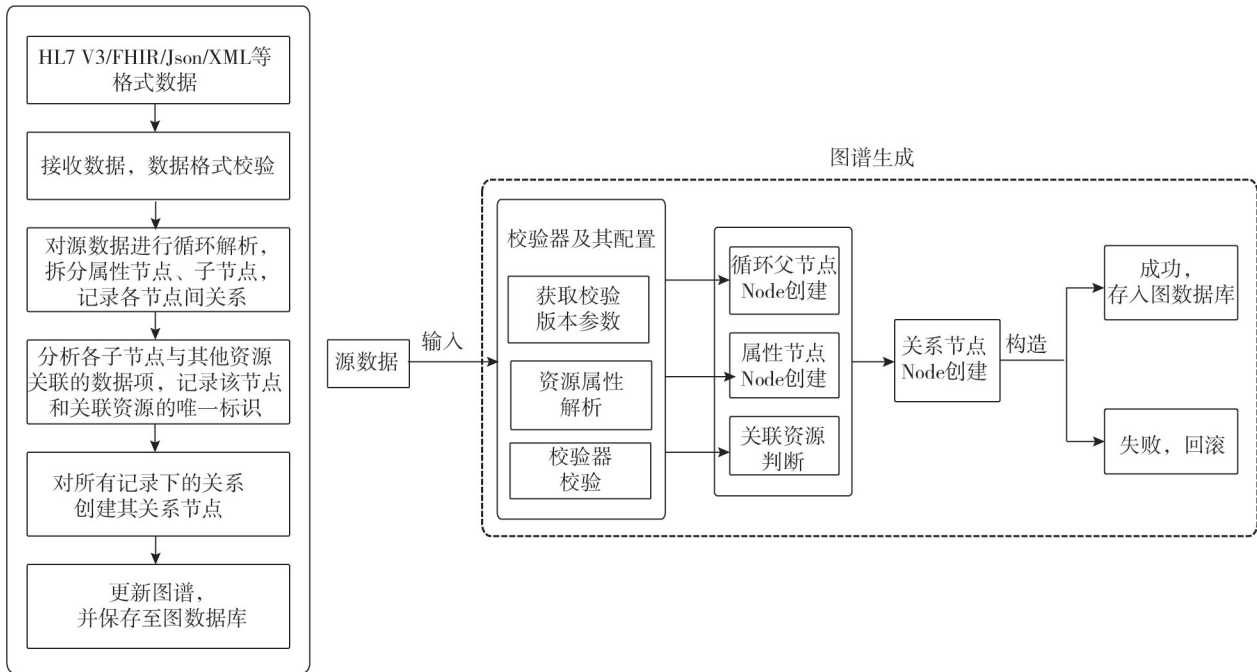 HL7 V3/FHIR/Json/XML等
格式数据
接收数据，数据格式校验
对源数据进行循环解析，
拆分属性节点、子节点，
记录各节点间关系
分析各子节点与其他资源
关联的数据项，记录该节点
和关联资源的唯一标识
对所有记录下的关系
创建其关系节点
更新图谱，
并保存至图数据库
源数据
输入
图谱生成
校验器及其配置
获取校验
版本参数
资源属性
解析
校验器
校验
循环父节点
Node创建
属性节点
Node创建
关联资源
判断
关系节点
Node创建
构造
成功，
存入图数据库
失败，回滚